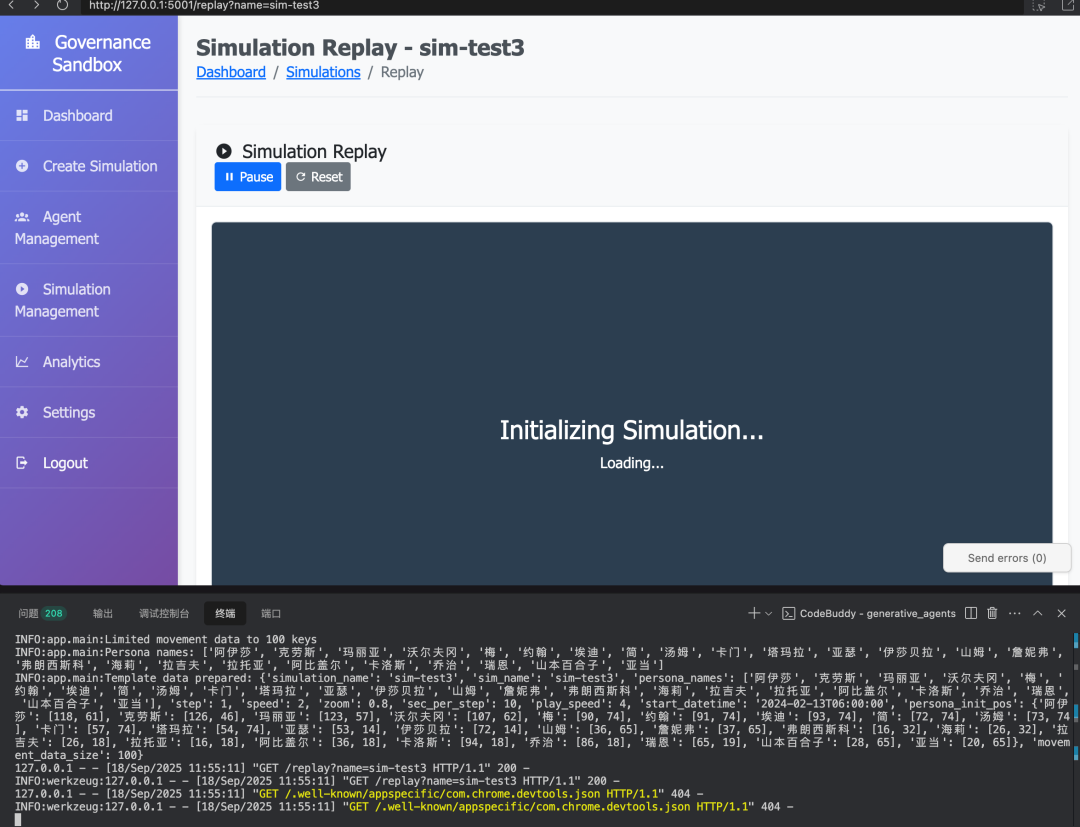 http://127.0.0.1:5001/replay?name=sim-test3
Governance
Sandbox
Dashboard
Create Simulation
Agent
Management
Simulation
Management
Analytics
Settings
Logout
Simulation Replay - sim-test3
Dashboard / Simulations / Replay
Simulation Replay
Pause
Reset
Initializing Simulation...
Loading...
Send errors (0)
问题 208 输出 调试控制台 终端 端口
CodeBuddy - generative_agents
INFO:app.main:Limited movement data to 100 keys
INFO:app.main:Persona names: ['阿伊莎', '克劳斯', '玛丽亚', '沃尔夫冈', '梅', '约翰', '埃迪', '简', '汤姆', '卡门', '塔玛拉', '亚瑟', '伊莎贝拉', '山姆', '詹妮弗',
'弗朗西斯科', '海莉', '拉吉夫', '拉托亚', '阿比盖尔', '卡洛斯', '乔治', '瑞恩', '山本百合子', '亚当']
INFO:app.main:Template data prepared: {'simulation_name': 'sim-test3', 'sim_name': 'sim-test3', 'persona_names': ['阿伊莎', '克劳斯', '玛丽亚', '沃尔夫冈', '梅', '
约翰', '埃迪', '简', '汤姆', '卡门', '塔玛拉', '亚瑟', '伊莎贝拉', '山姆', '詹妮弗', '弗朗西斯科', '海莉', '拉吉夫', '拉托亚', '阿比盖尔', '卡洛斯', '乔治', '瑞恩',
'山本百合子', '亚当'], 'step': 1, 'speed': 2, 'zoom': 0.8, 'sec_per_step': 10, 'play_speed': 4, 'start_datetime': '2024-02-13T06:00:00', 'persona_init_pos': {'阿伊
莎': [118, 61], '克劳斯': [126, 46], '玛丽亚': [123, 57], '沃尔夫冈': [107, 62], '梅': [90, 74], '约翰': [91, 74], '埃迪': [93, 74], '简': [72, 74], '汤姆': [73, 74
], '卡门': [57, 74], '塔玛拉': [54, 74], '亚瑟': [53, 14], '伊莎贝拉': [72, 14], '山姆': [36, 65], '詹妮弗': [37, 65], '弗朗西斯科': [16, 32], '海莉': [26, 32], '拉
吉夫': [26, 18], '拉托亚': [16, 18], '阿比盖尔': [36, 18], '卡洛斯': [94, 18], '乔治': [86, 18], '瑞恩': [65, 19], '山本百合子': [28, 65], '亚当': [20, 65]}, 'movem
ent_data_size': 100}
127.0.0.1 - - [18/Sep/2025 11:55:11] "GET /replay?name=sim-test3 HTTP/1.1" 200 -
INFO:werkzeug:127.0.0.1 - - [18/Sep/2025 11:55:11] "GET /replay?name=sim-test3 HTTP/1.1" 200 -
127.0.0.1 - - [18/Sep/2025 11:55:11] "GET /.well-known/appspecific/com.chrome.devtools.json HTTP/1.1" 404 -
INFO:werkzeug:127.0.0.1 - - [18/Sep/2025 11:55:11] "GET /.well-known/appspecific/com.chrome.devtools.json HTTP/1.1" 404 -